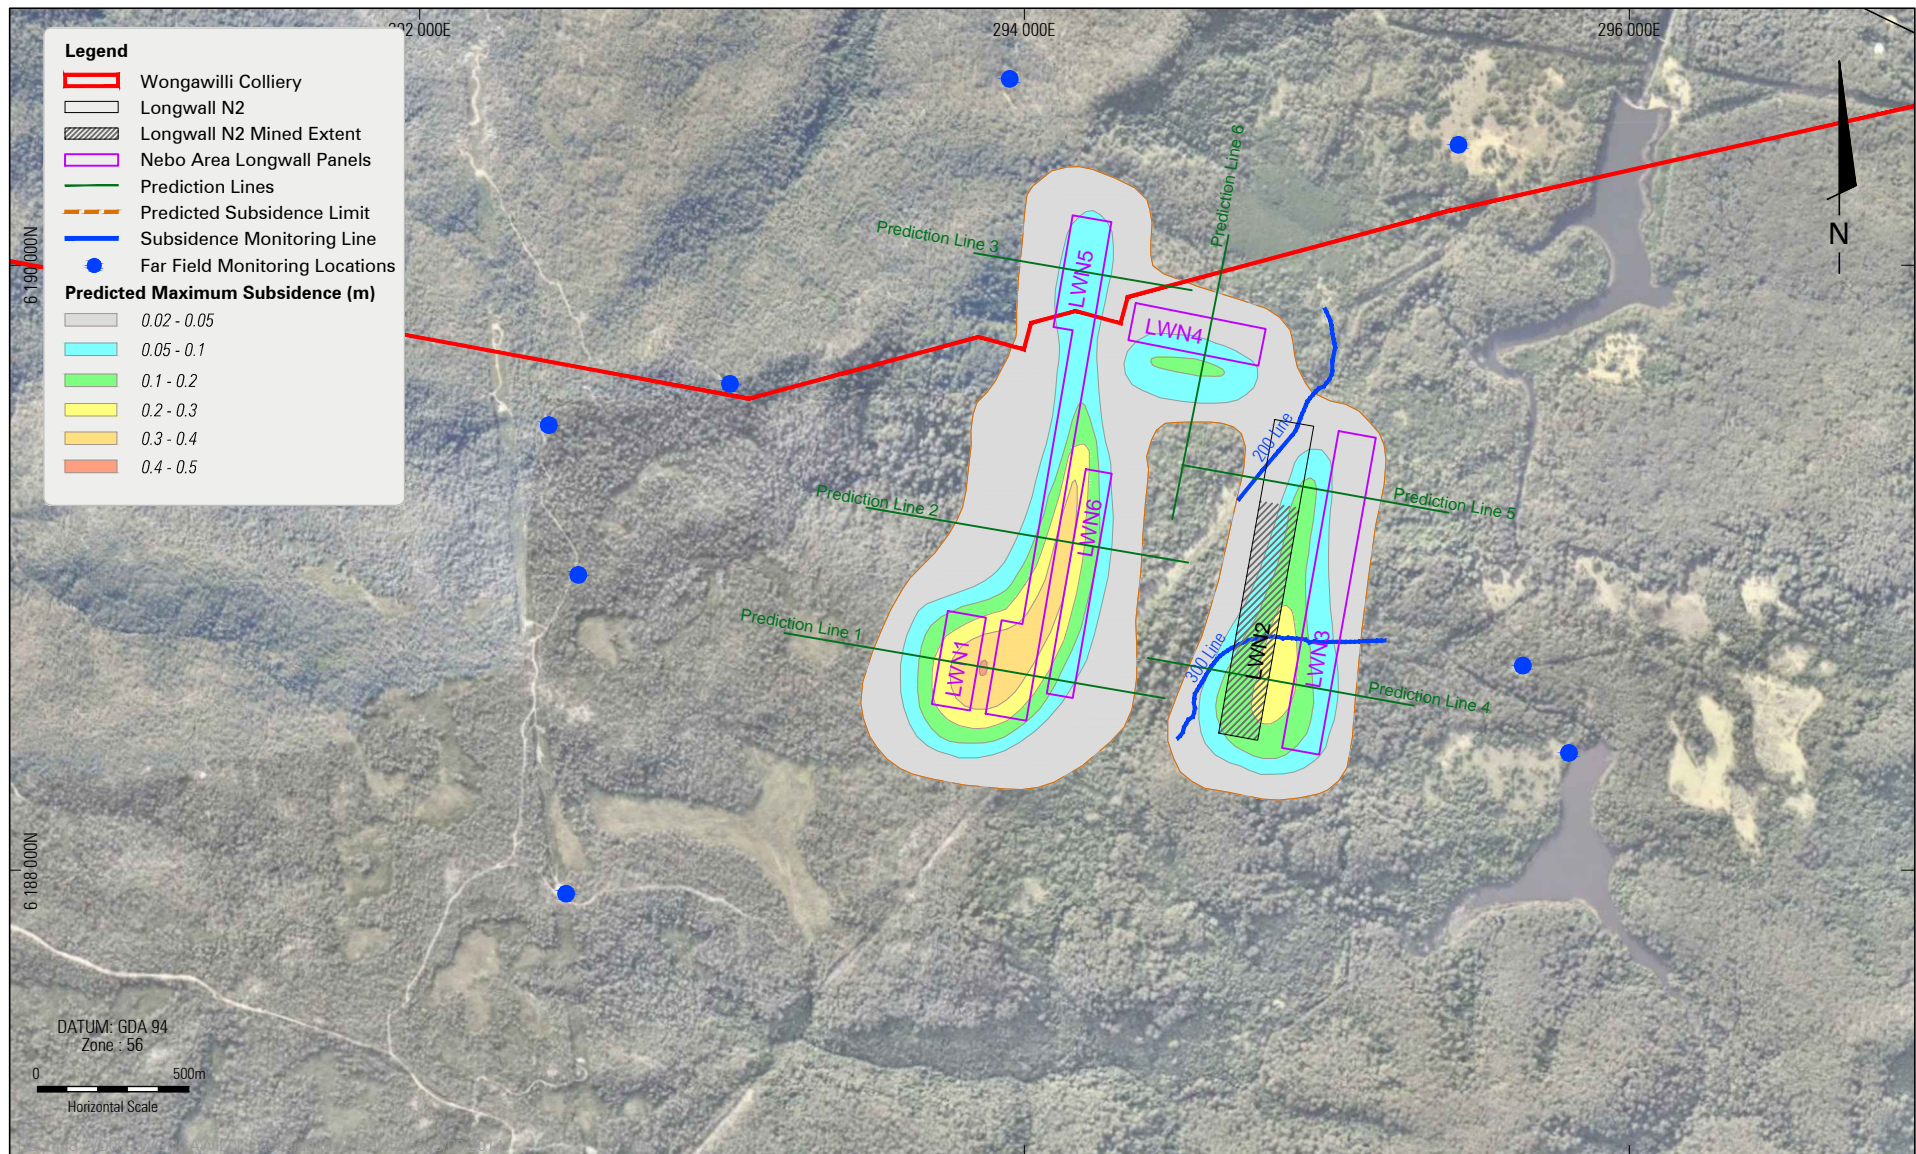 Legend
Wongawilli Colliery
Longwall N2
Longwall N2 Mined Extent
Nebo Area Longwall Panels
Prediction Lines
Predicted Subsidence Limit
Subsidence Monitoring Line
Far Field Monitoring Locations
Predicted Maximum Subsidence (m)
0.02 - 0.05
0.05 - 0.1
0.1 - 0.2
0.2 - 0.3
0.3 - 0.4
0.4 - 0.5
294 000E
296 000E
6 190 000N
6 188 000N
N
Prediction Line 3
Prediction Line 6
LWN5
LWN4
200 Line
Prediction Line 2
Prediction Line 5
LWN6
Prediction Line 1
LWN1
300 Line
LWN2
LWN3
Prediction Line 4
DATUM: GDA 94
Zone : 56
0 500m
Horizontal Scale